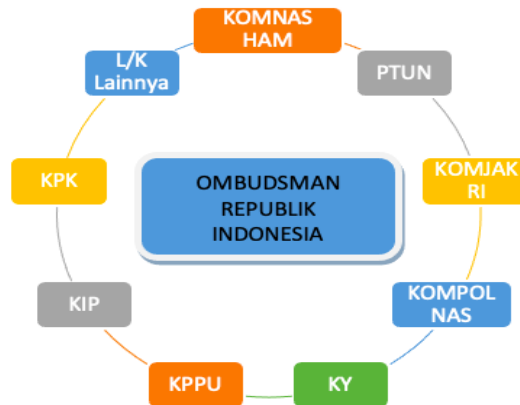 KOMNAS
HAM
PTUN
KOMJAK
RI
KOMPOL
NAS
KY
KPPU
KIP
KPK
L/K
Lainnya
OMBUDSMAN
REPUBLIK
INDONESIA